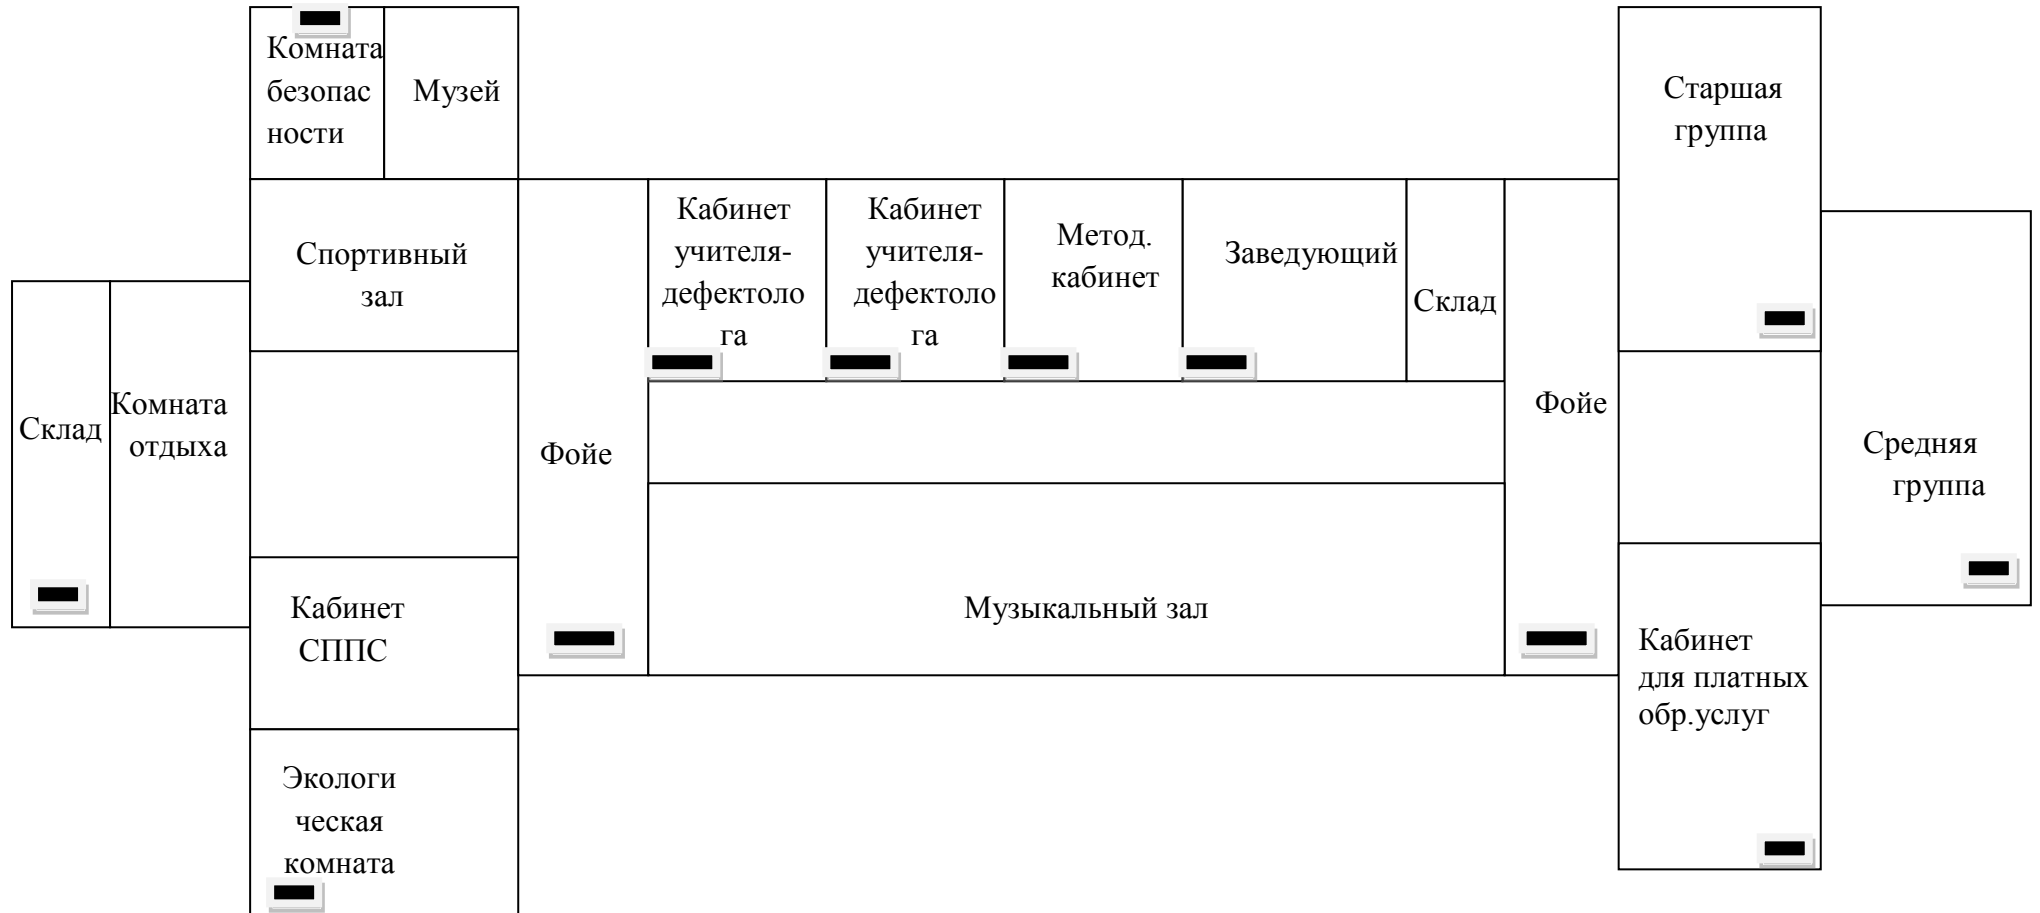 Комната
безопас
ности
Музей
Старшая
группа
Спортивный
зал
Кабинет
учителя-
дефектоло
га
Кабинет
учителя-
дефектоло
га
Метод.
кабинет
Заведующий
Склад
Фойе
Склад
Комната
отдыха
Фойе
Средняя
группа
Кабинет
СППС
Музыкальный зал
Кабинет
для платных
обр.услуг
Экологи
ческая
комната